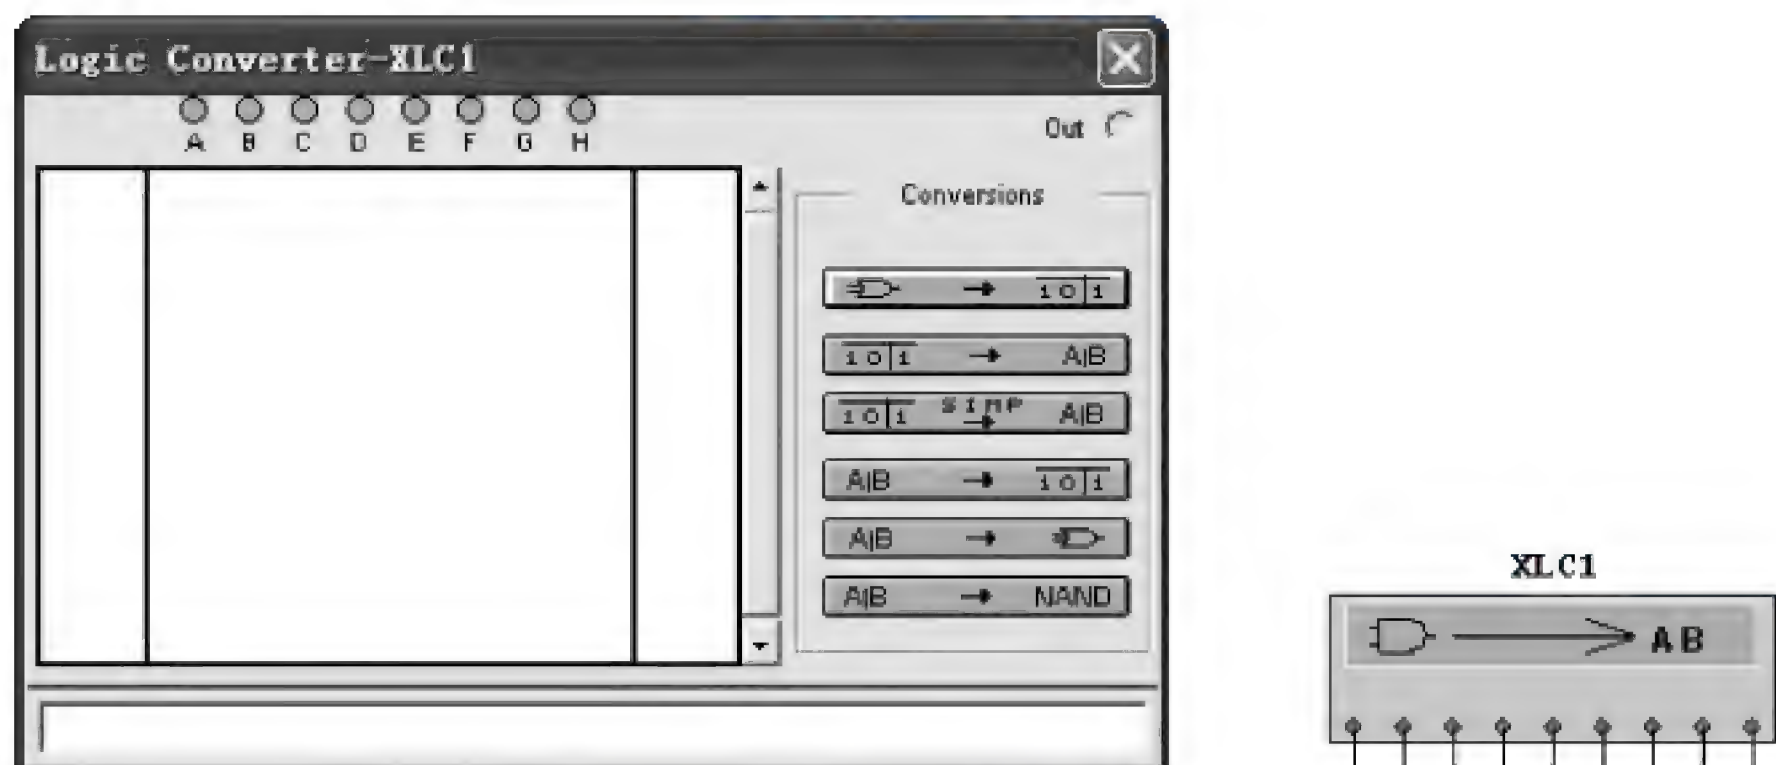 Logic Converter-XLC1
A B C D E F G H
Out
Conversions
→ 1 0 1
1 0 1 → A|B
1 0 1 SIMP → A|B
A|B → 1 0 1
A|B →
A|B → NAND
XLC1
A B